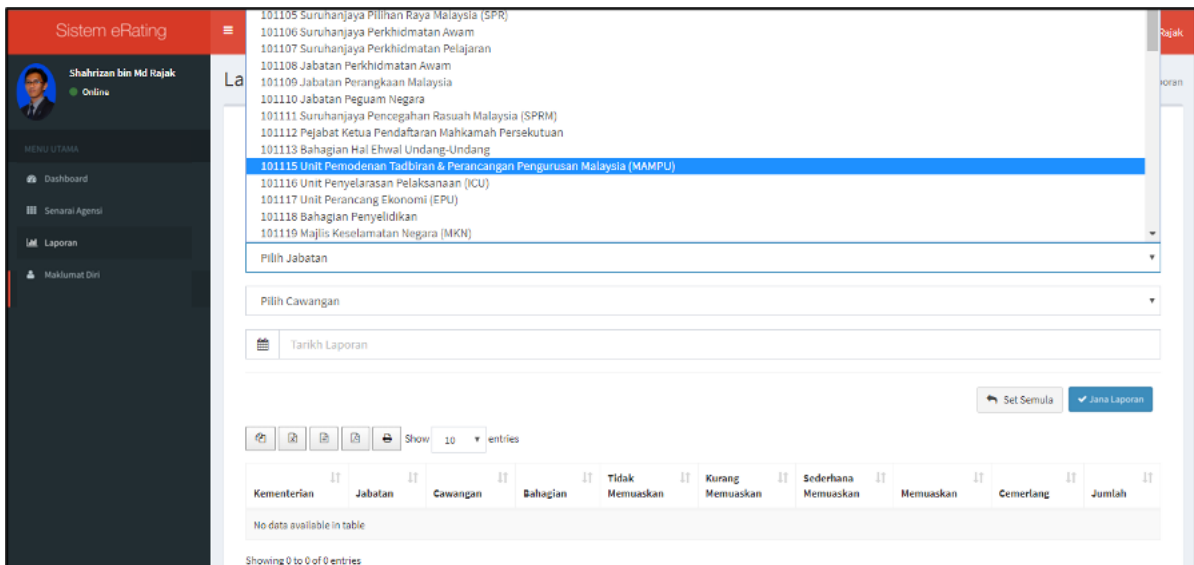 Sistem eRating
Shahrizan bin Md Rajak
Online
MENU UTAMA
Dashboard
Senarai Agensi
Laporan
Maklumat Diri
Rajak
La
poran
101105 Suruhanjaya Pilihan Raya Malaysia (SPR)
101106 Suruhanjaya Perkhidmatan Awam
101107 Suruhanjaya Perkhidmatan Pelajaran
101108 Jabatan Perkhidmatan Awam
101109 Jabatan Perangkaan Malaysia
101110 Jabatan Peguam Negara
101111 Suruhanjaya Pencegahan Rasuah Malaysia (SPRM)
101112 Pejabat Ketua Pendaftaran Mahkamah Persekutuan
101113 Bahagian Hal Ehwal Undang-Undang
101115 Unit Pemodenan Tadbiran & Perancangan Pengurusan Malaysia (MAMPU)
101116 Unit Penyelarasan Pelaksanaan (ICU)
101117 Unit Perancang Ekonomi (EPU)
101118 Bahagian Penyelidikan
101119 Majlis Keselamatan Negara (MKN)
Pilih Jabatan
Pilih Cawangan
Tarikh Laporan
Set Semula
Jana Laporan
Show 10 entries
Kementerian Jabatan Cawangan Bahagian Tidak Memuaskan Kurang Memuaskan Sederhana Memuaskan Memuaskan Cemerlang Jumlah
No data available in table
Showing 0 to 0 of 0 entries